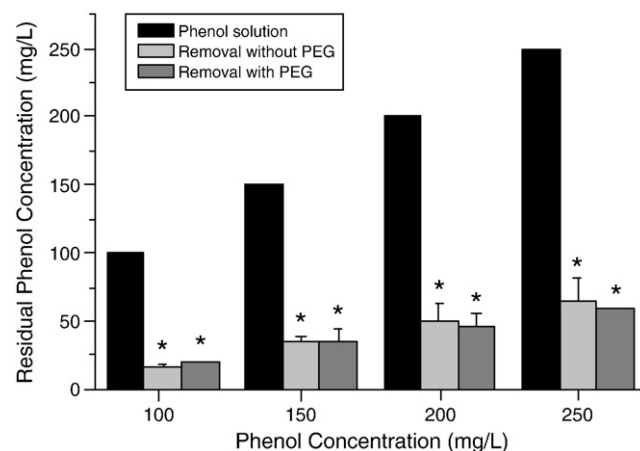 Phenol solution
Removal without PEG
Removal with PEG
Residual Phenol Concentration (mg/L)
250
200
150
100
50
0
* *
* *
* *
* *
100 150 200 250
Phenol Concentration (mg/L)